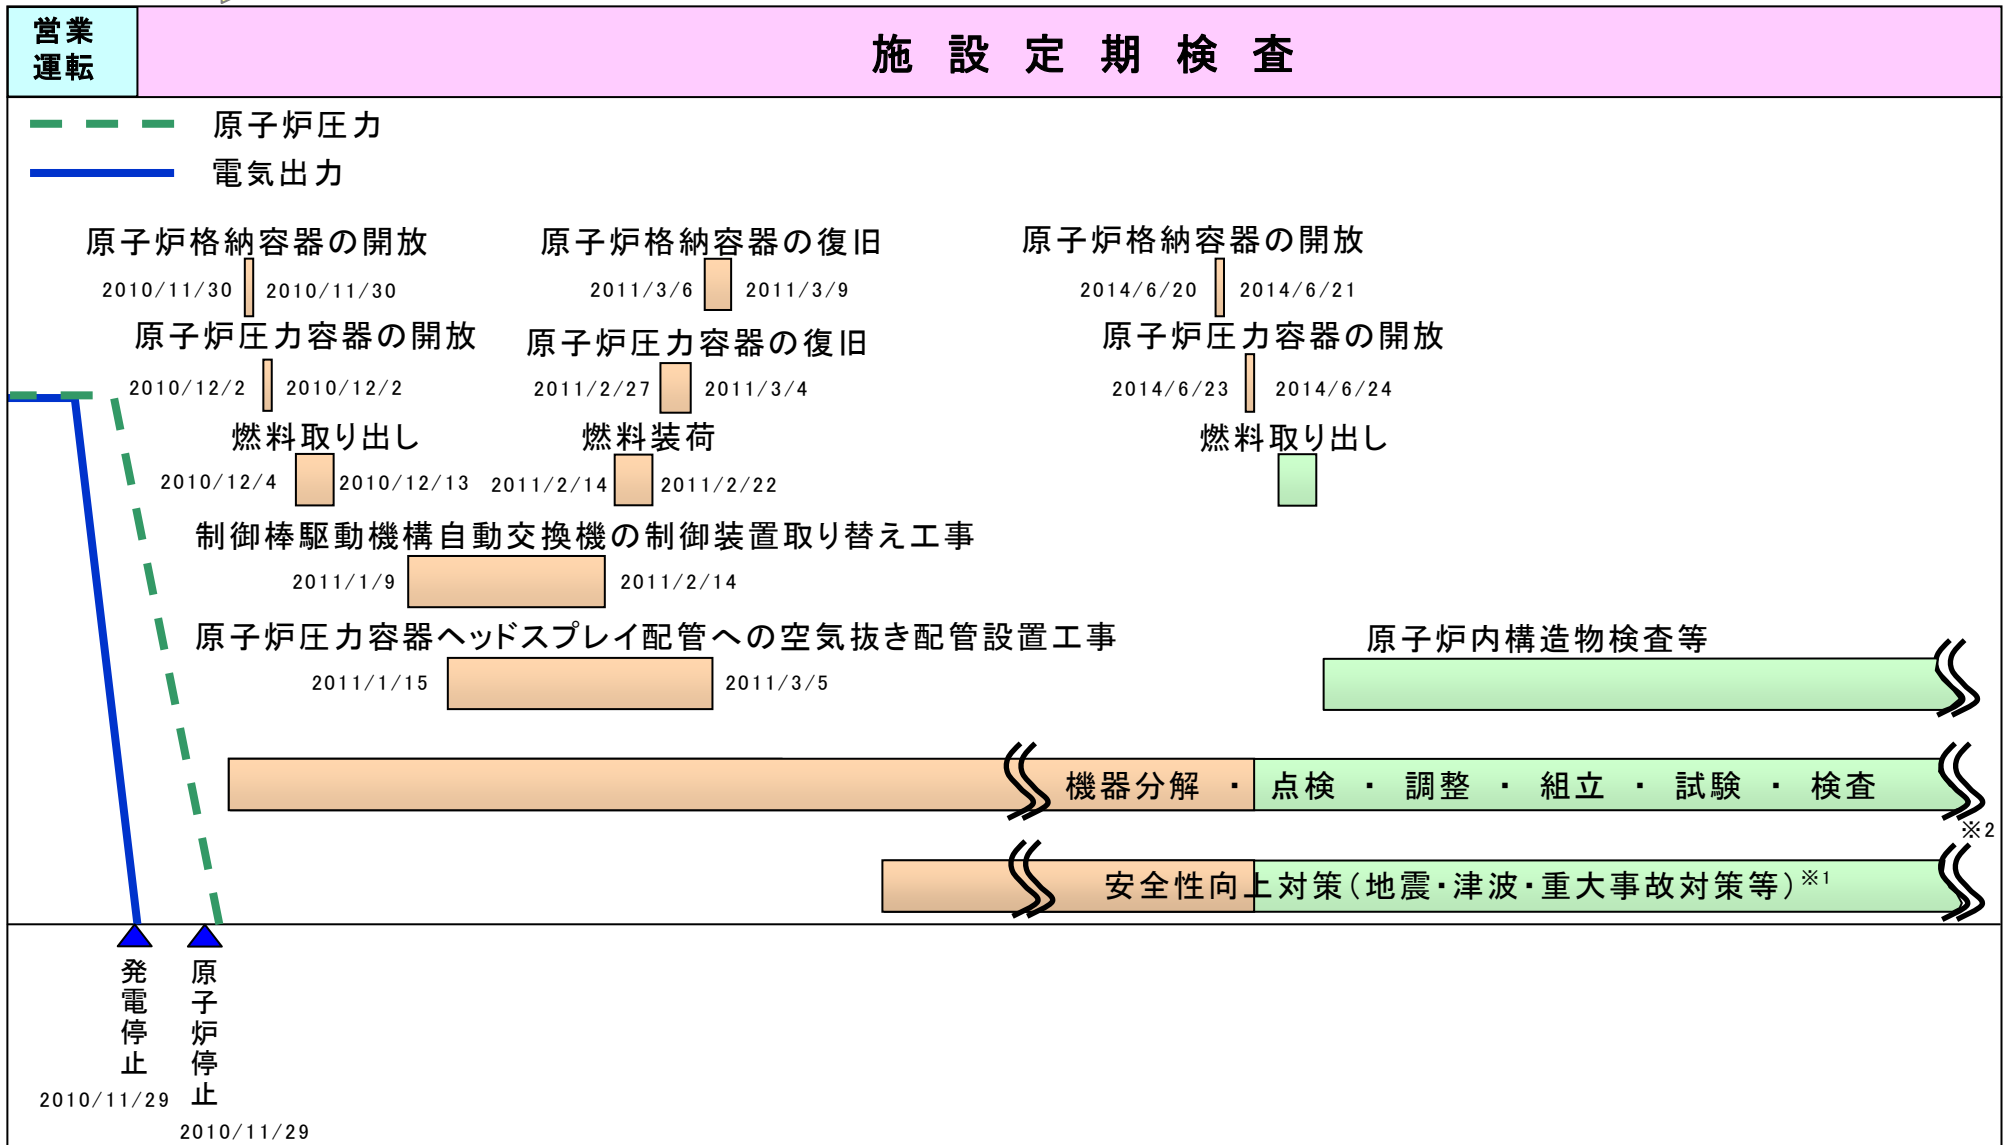 営業
運転
施設定期検査
原子炉圧力
電気出力
原子炉格納容器の開放
2010/11/30 2010/11/30
原子炉格納容器の復旧
2011/3/6 2011/3/9
原子炉格納容器の開放
2014/6/20 2014/6/21
原子炉圧力容器の開放
2010/12/2 2010/12/2
原子炉圧力容器の復旧
2011/2/27 2011/3/4
原子炉圧力容器の開放
2014/6/23 2014/6/24
燃料取り出し
2010/12/4 2010/12/13
燃料装荷
2011/2/14 2011/2/22
燃料取り出し
制御棒駆動機構自動交換機の制御装置取り替え工事
2011/1/9 2011/2/14
原子炉圧力容器ヘッドスプレイ配管への空気抜き配管設置工事
2011/1/15 2011/3/5
原子炉内構造物検査等
機器分解 ・ 点検 ・ 調整 ・ 組立 ・ 試験 ・ 検査
※2
安全性向上対策(地震・津波・重大事故対策等)※1
発電停止
2010/11/29
原子炉停止
2010/11/29